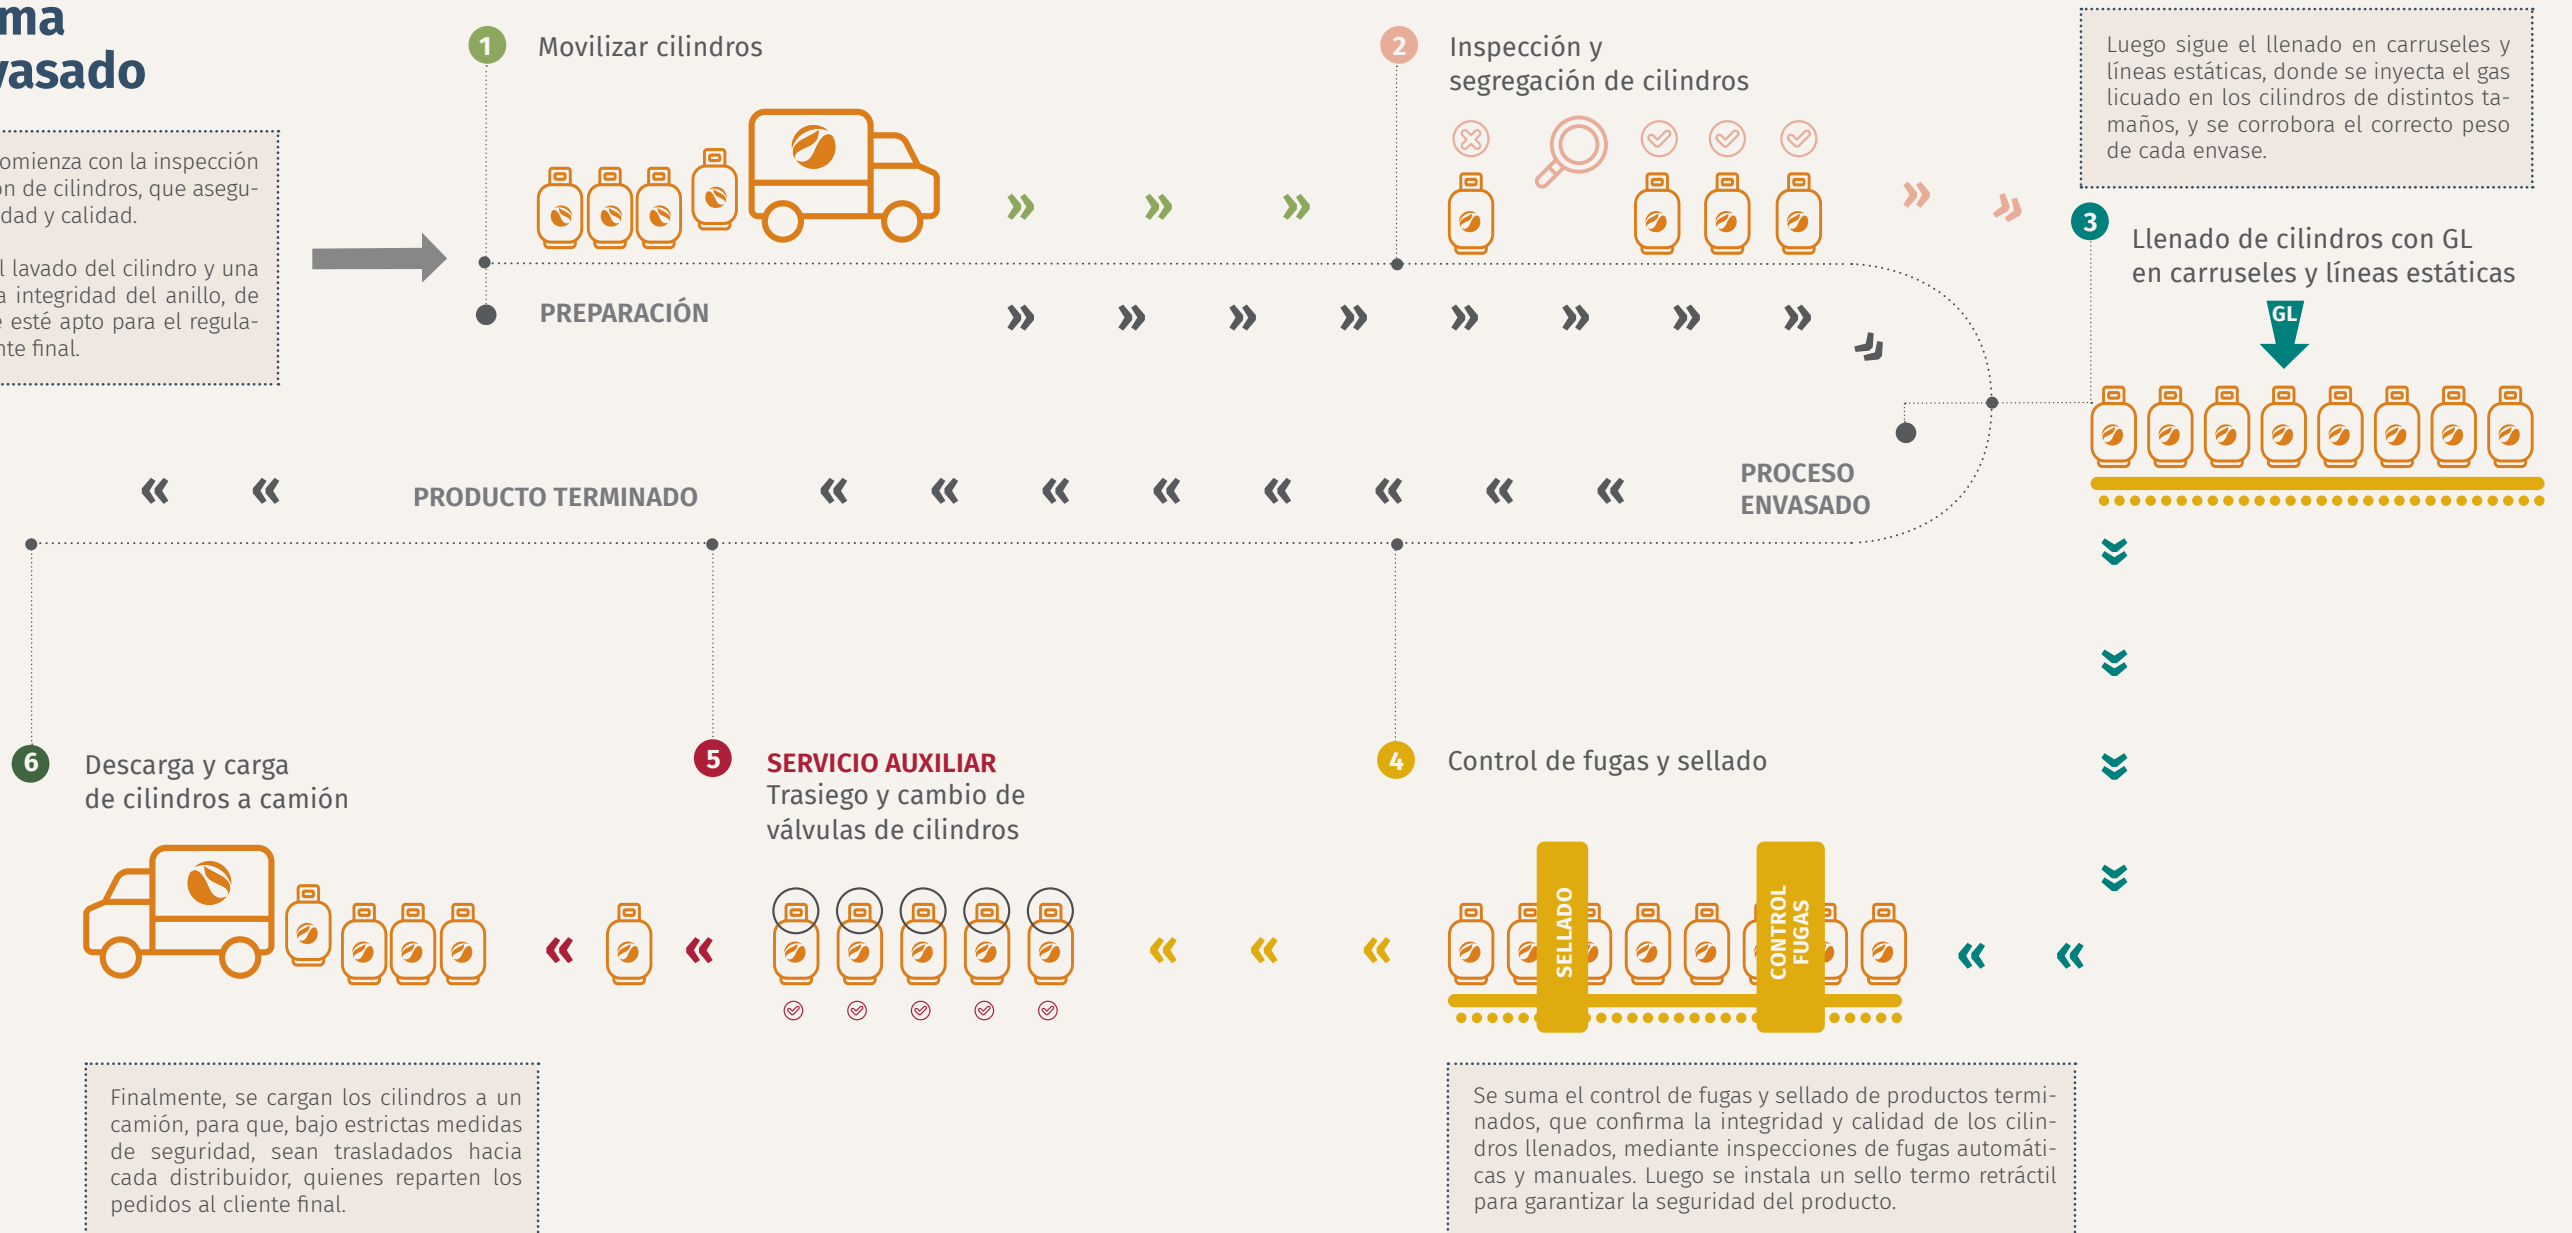 ma
vasado
omienza con la inspección
ón de cilindros, que asegu-
dad y calidad.
l lavado del cilindro y una
a integridad del anillo, de
e esté apto para el regula-
nte final.
1
Movilizar cilindros
2
Inspección y
segregación de cilindros
Luego sigue el llenado en carruseles y
líneas estáticas, donde se inyecta el gas
licuado en los cilindros de distintos ta-
maños, y se corrobora el correcto peso
de cada envase.
3
Llenado de cilindros con GL
en carruseles y líneas estáticas
GL
PREPARACIÓN
PROCESO
ENVASADO
PRODUCTO TERMINADO
4
Control de fugas y sellado
SELLADO
CONTROL
FUGAS
Se suma el control de fugas y sellado de productos termi-
nados, que confirma la integridad y calidad de los cilin-
dros llenados, mediante inspecciones de fugas automáti-
cas y manuales. Luego se instala un sello termo retráctil
para garantizar la seguridad del producto.
5
SERVICIO AUXILIAR
Trasiego y cambio de
válvulas de cilindros
6
Descarga y carga
de cilindros a camión
Finalmente, se cargan los cilindros a un
camión, para que, bajo estrictas medidas
de seguridad, sean trasladados hacia
cada distribuidor, quienes reparten los
pedidos al cliente final.